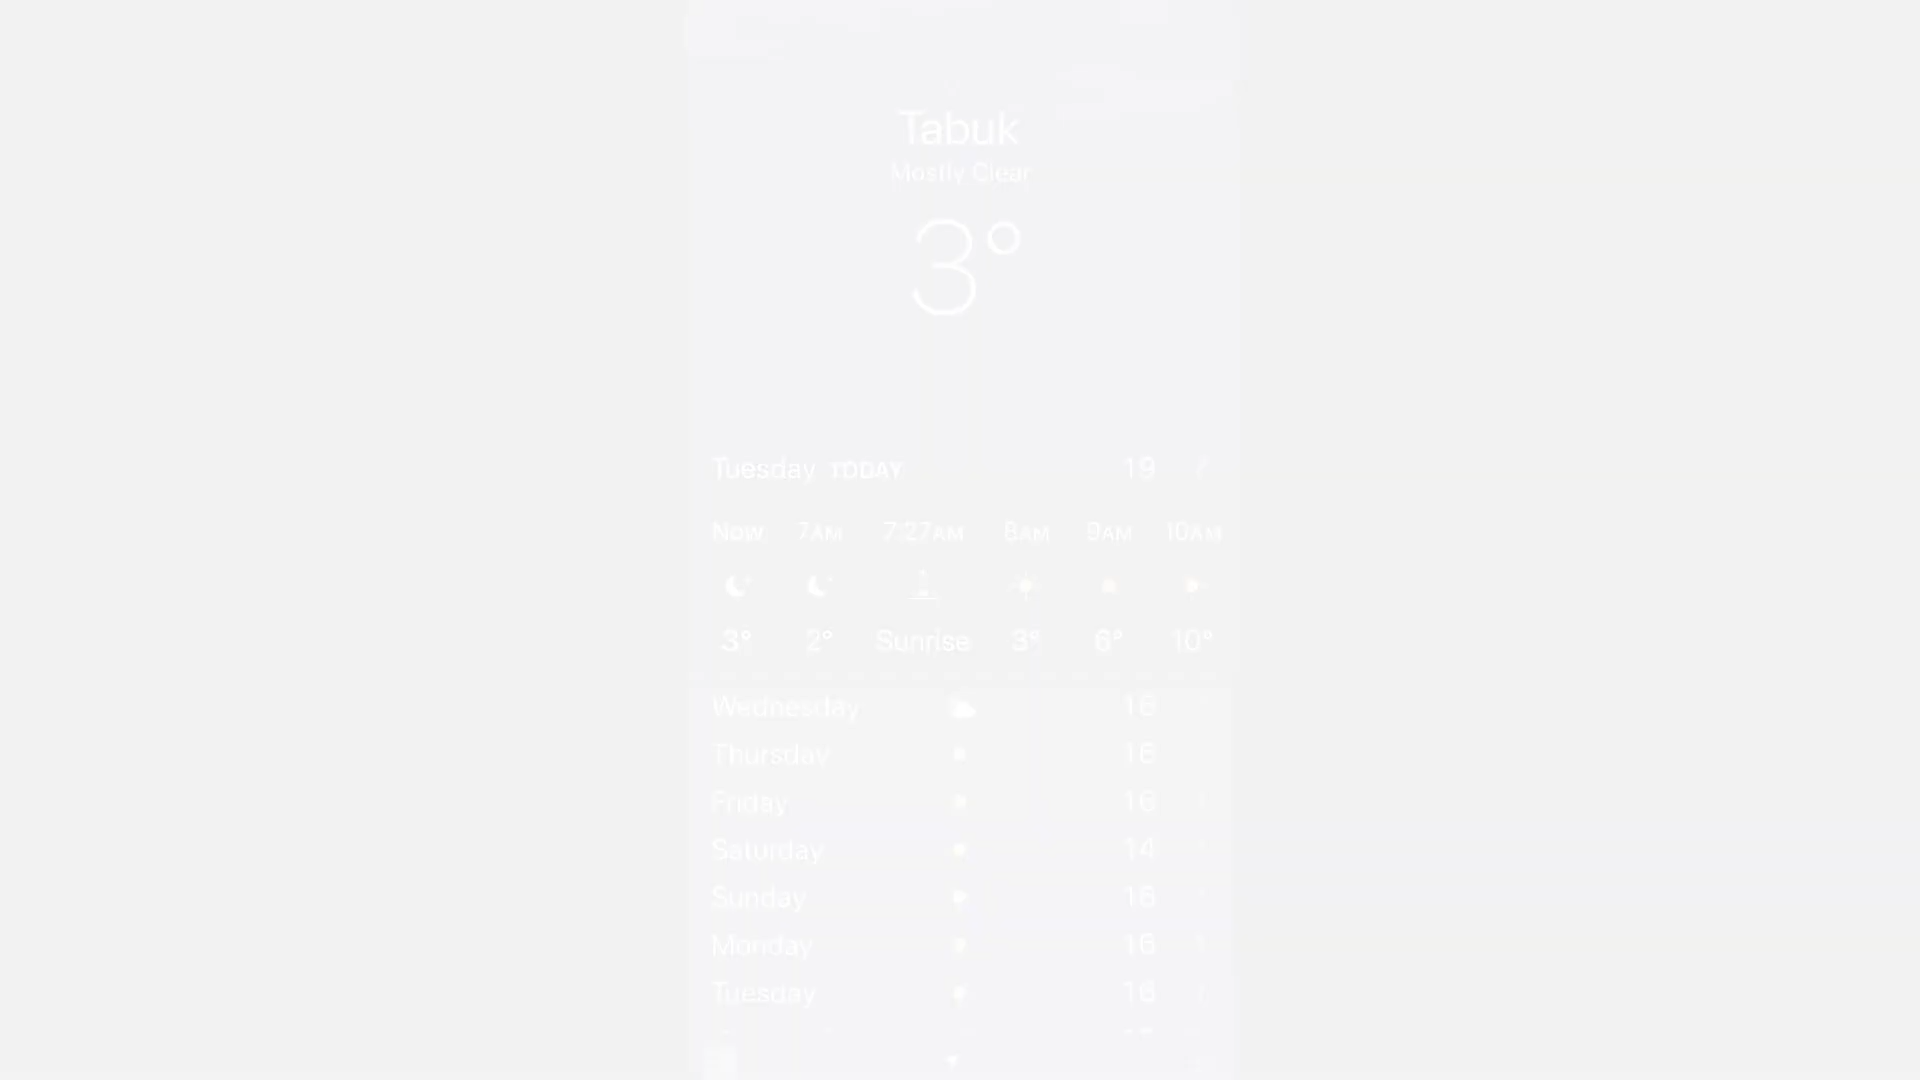 Tabuk
Mostly Clear
3°
Tuesday TODAY 19
Now 7AM 7:27AM 8AM 9AM 10AM
3° 2° Sunrise 3° 6° 10°
Wednesday 16
Thursday 16
Friday 16
Saturday 14
Sunday 16
Monday 16
Tuesday 16